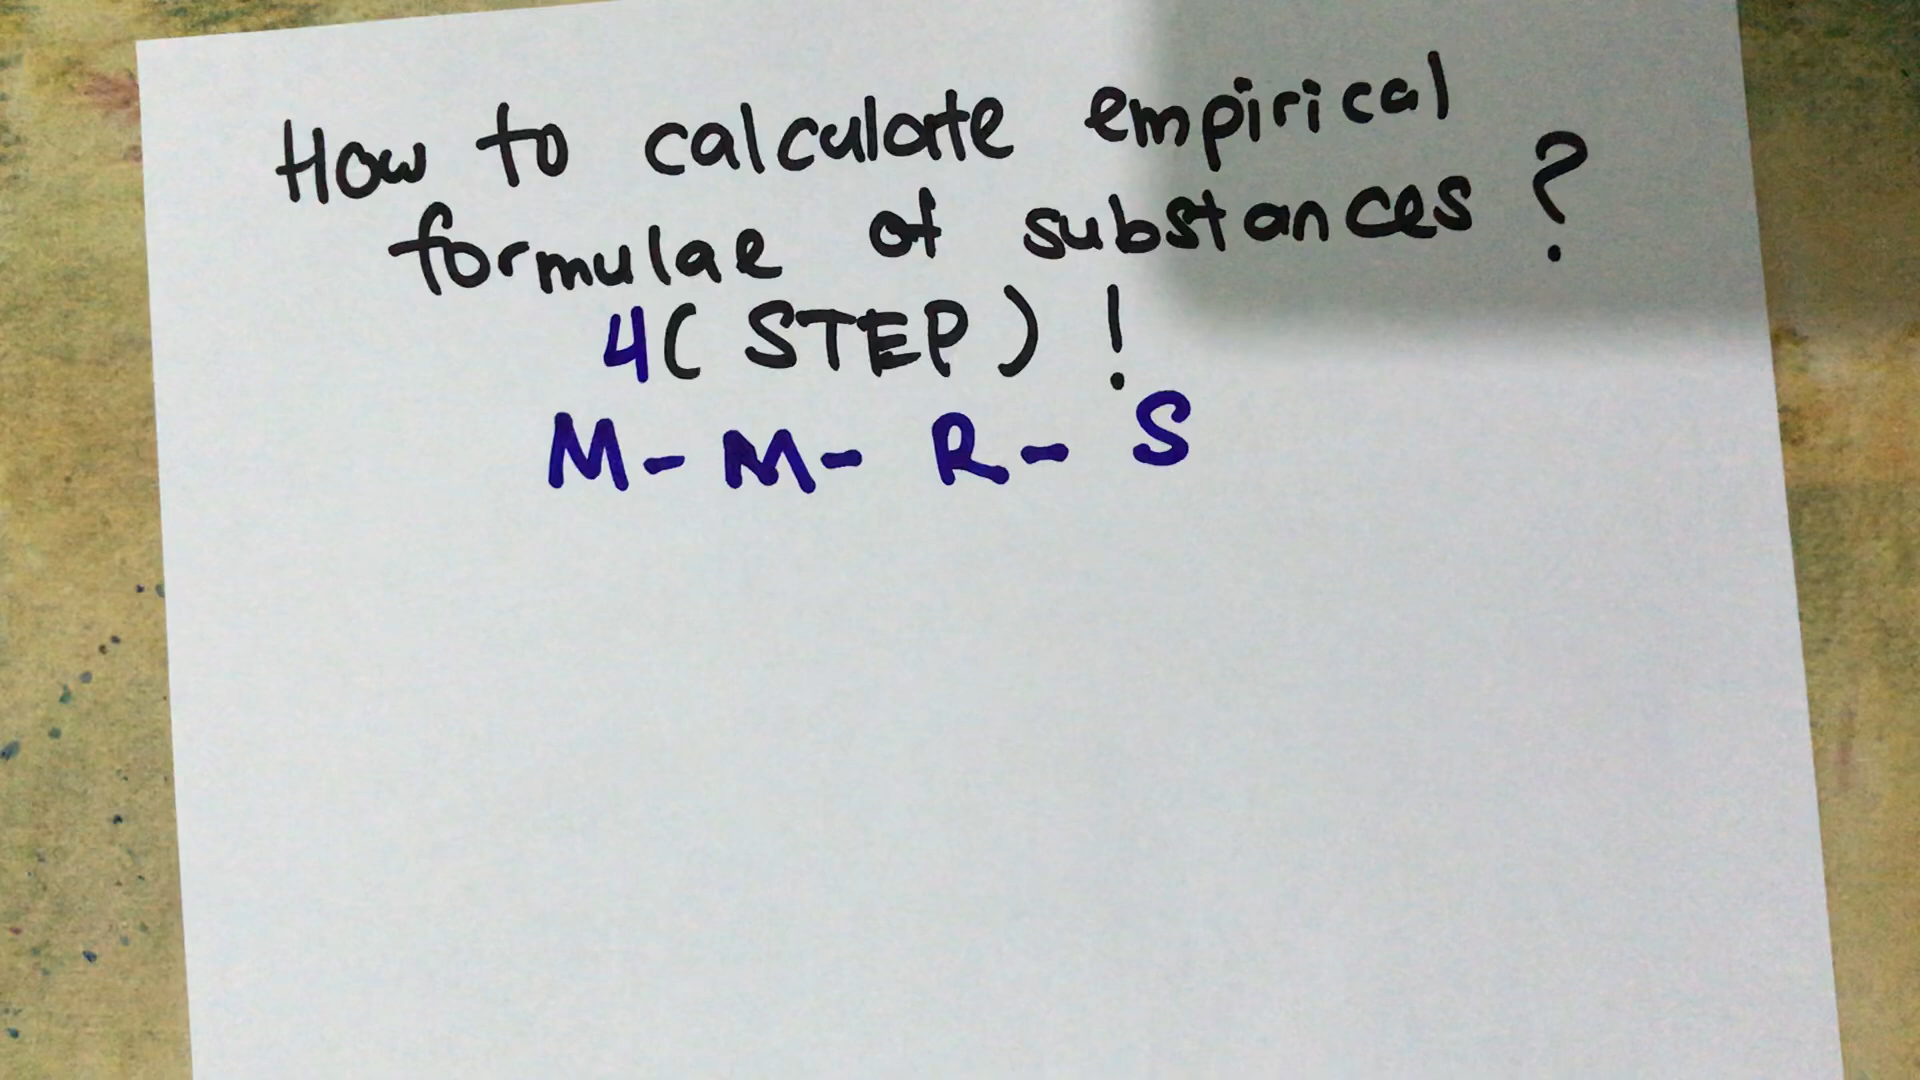 How to calculate empirical
formulae of substances ?
4( STEP ) !
M - M - R - S